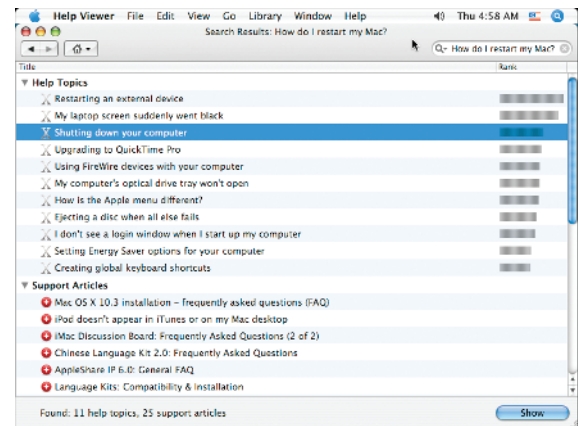 Help Viewer File Edit View Go Library Window Help Thu 4:58 AM
Search Results: How do I restart my Mac?
How do I restart my Mac?
Title Rank
Help Topics
Restarting an external device
My laptop screen suddenly went black
Shutting down your computer
Upgrading to QuickTime Pro
Using FireWire devices with your computer
My computer's optical drive tray won't open
How is the Apple menu different?
Ejecting a disc when all else fails
I don't see a login window when I start up my computer
Setting Energy Saver options for your computer
Creating global keyboard shortcuts
Support Articles
Mac OS X 10.3 installation – frequently asked questions (FAQ)
iPod doesn't appear in iTunes or on my Mac desktop
iMac Discussion Board: Frequently Asked Questions (2 of 2)
Chinese Language Kit 2.0: Frequently Asked Questions
AppleShare IP 6.0: General FAQ
Language Kits: Compatibility & Installation
Found: 11 help topics, 25 support articles Show